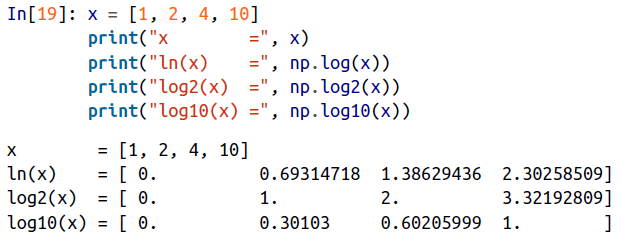 In[19]: x = [1, 2, 4, 10]
        print("x        =", x)
        print("ln(x)    =", np.log(x))
        print("log2(x)  =", np.log2(x))
        print("log10(x) =", np.log10(x))
x        = [1, 2, 4, 10]
ln(x)    = [ 0.          0.69314718  1.38629436  2.30258509]
log2(x)  = [ 0.          1.          2.          3.32192809]
log10(x) = [ 0.          0.30103     0.60205999  1.        ]